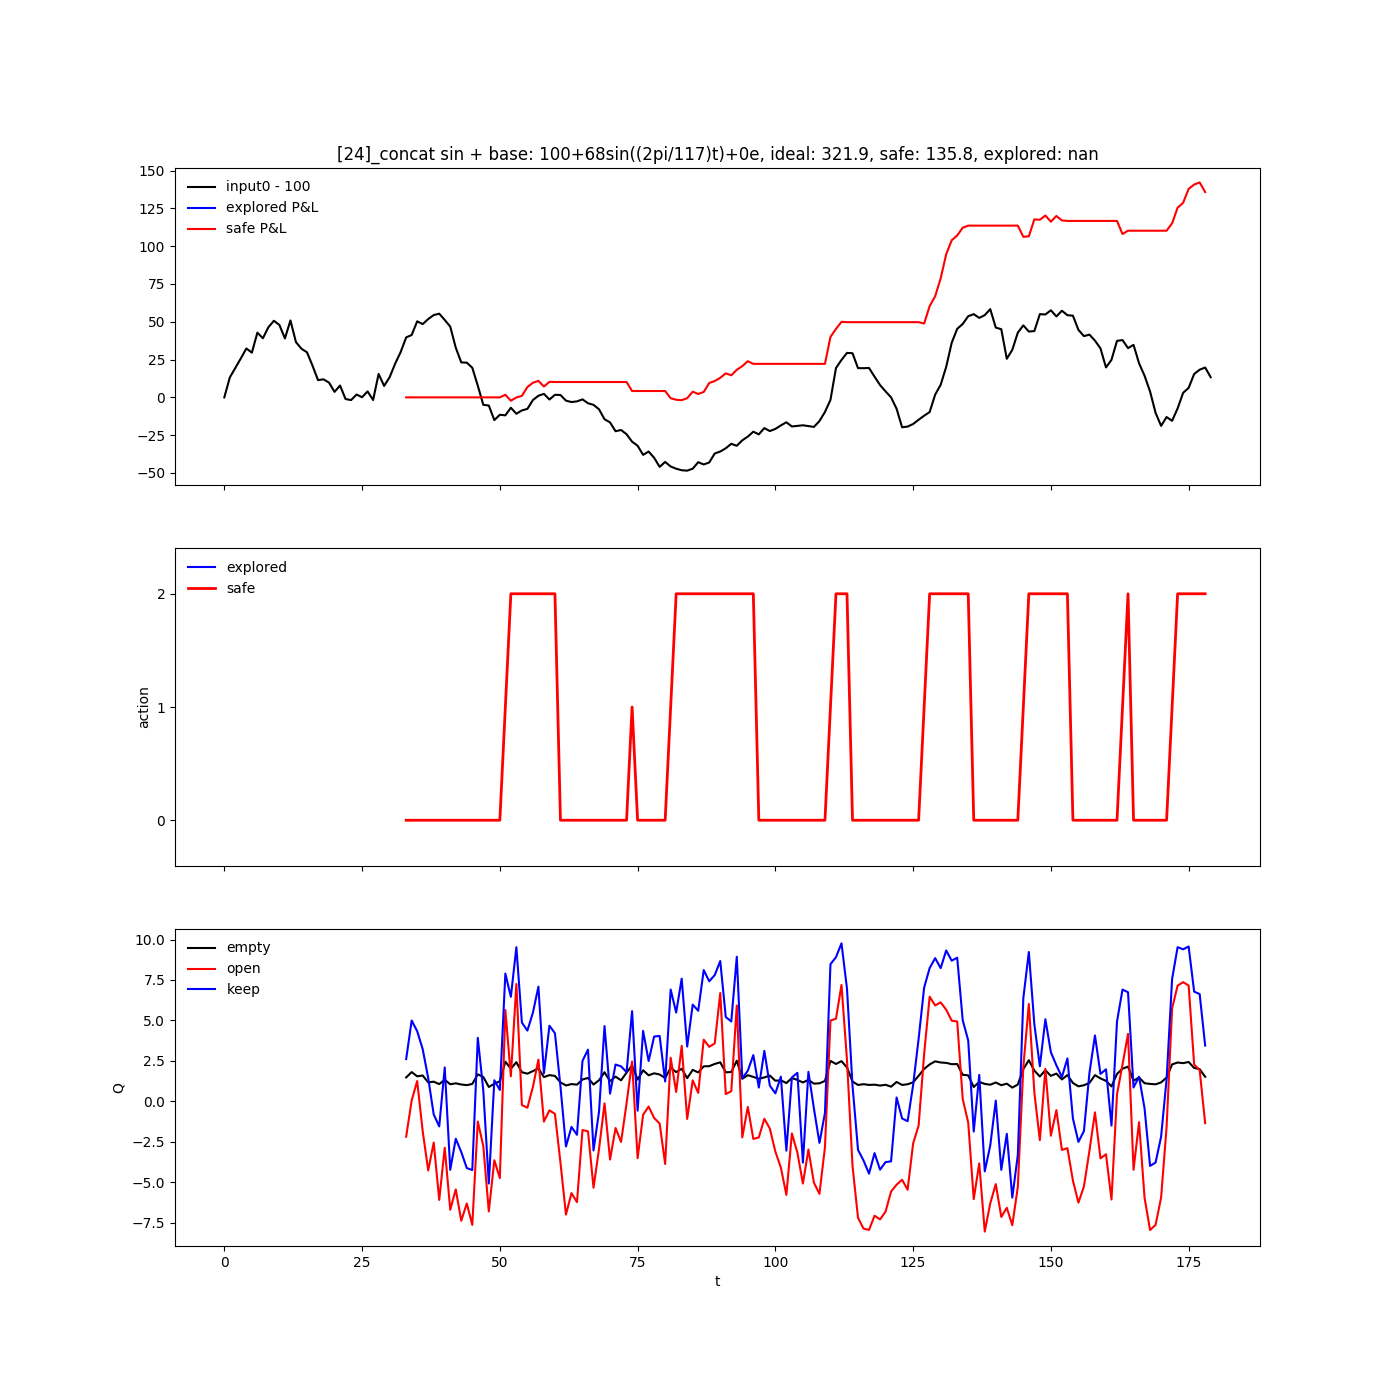 [24]_concat sin + base: 100+68sin((2pi/117)t)+0e, ideal: 321.9, safe: 135.8, explored: nan
150
125
100
75
50
25
0
−25
−50
input0 - 100
explored P&L
safe P&L
2
1
0
action
explored
safe
10.0
7.5
5.0
2.5
0.0
−2.5
−5.0
−7.5
Q
empty
open
keep
0 25 50 75 100 125 150 175
t